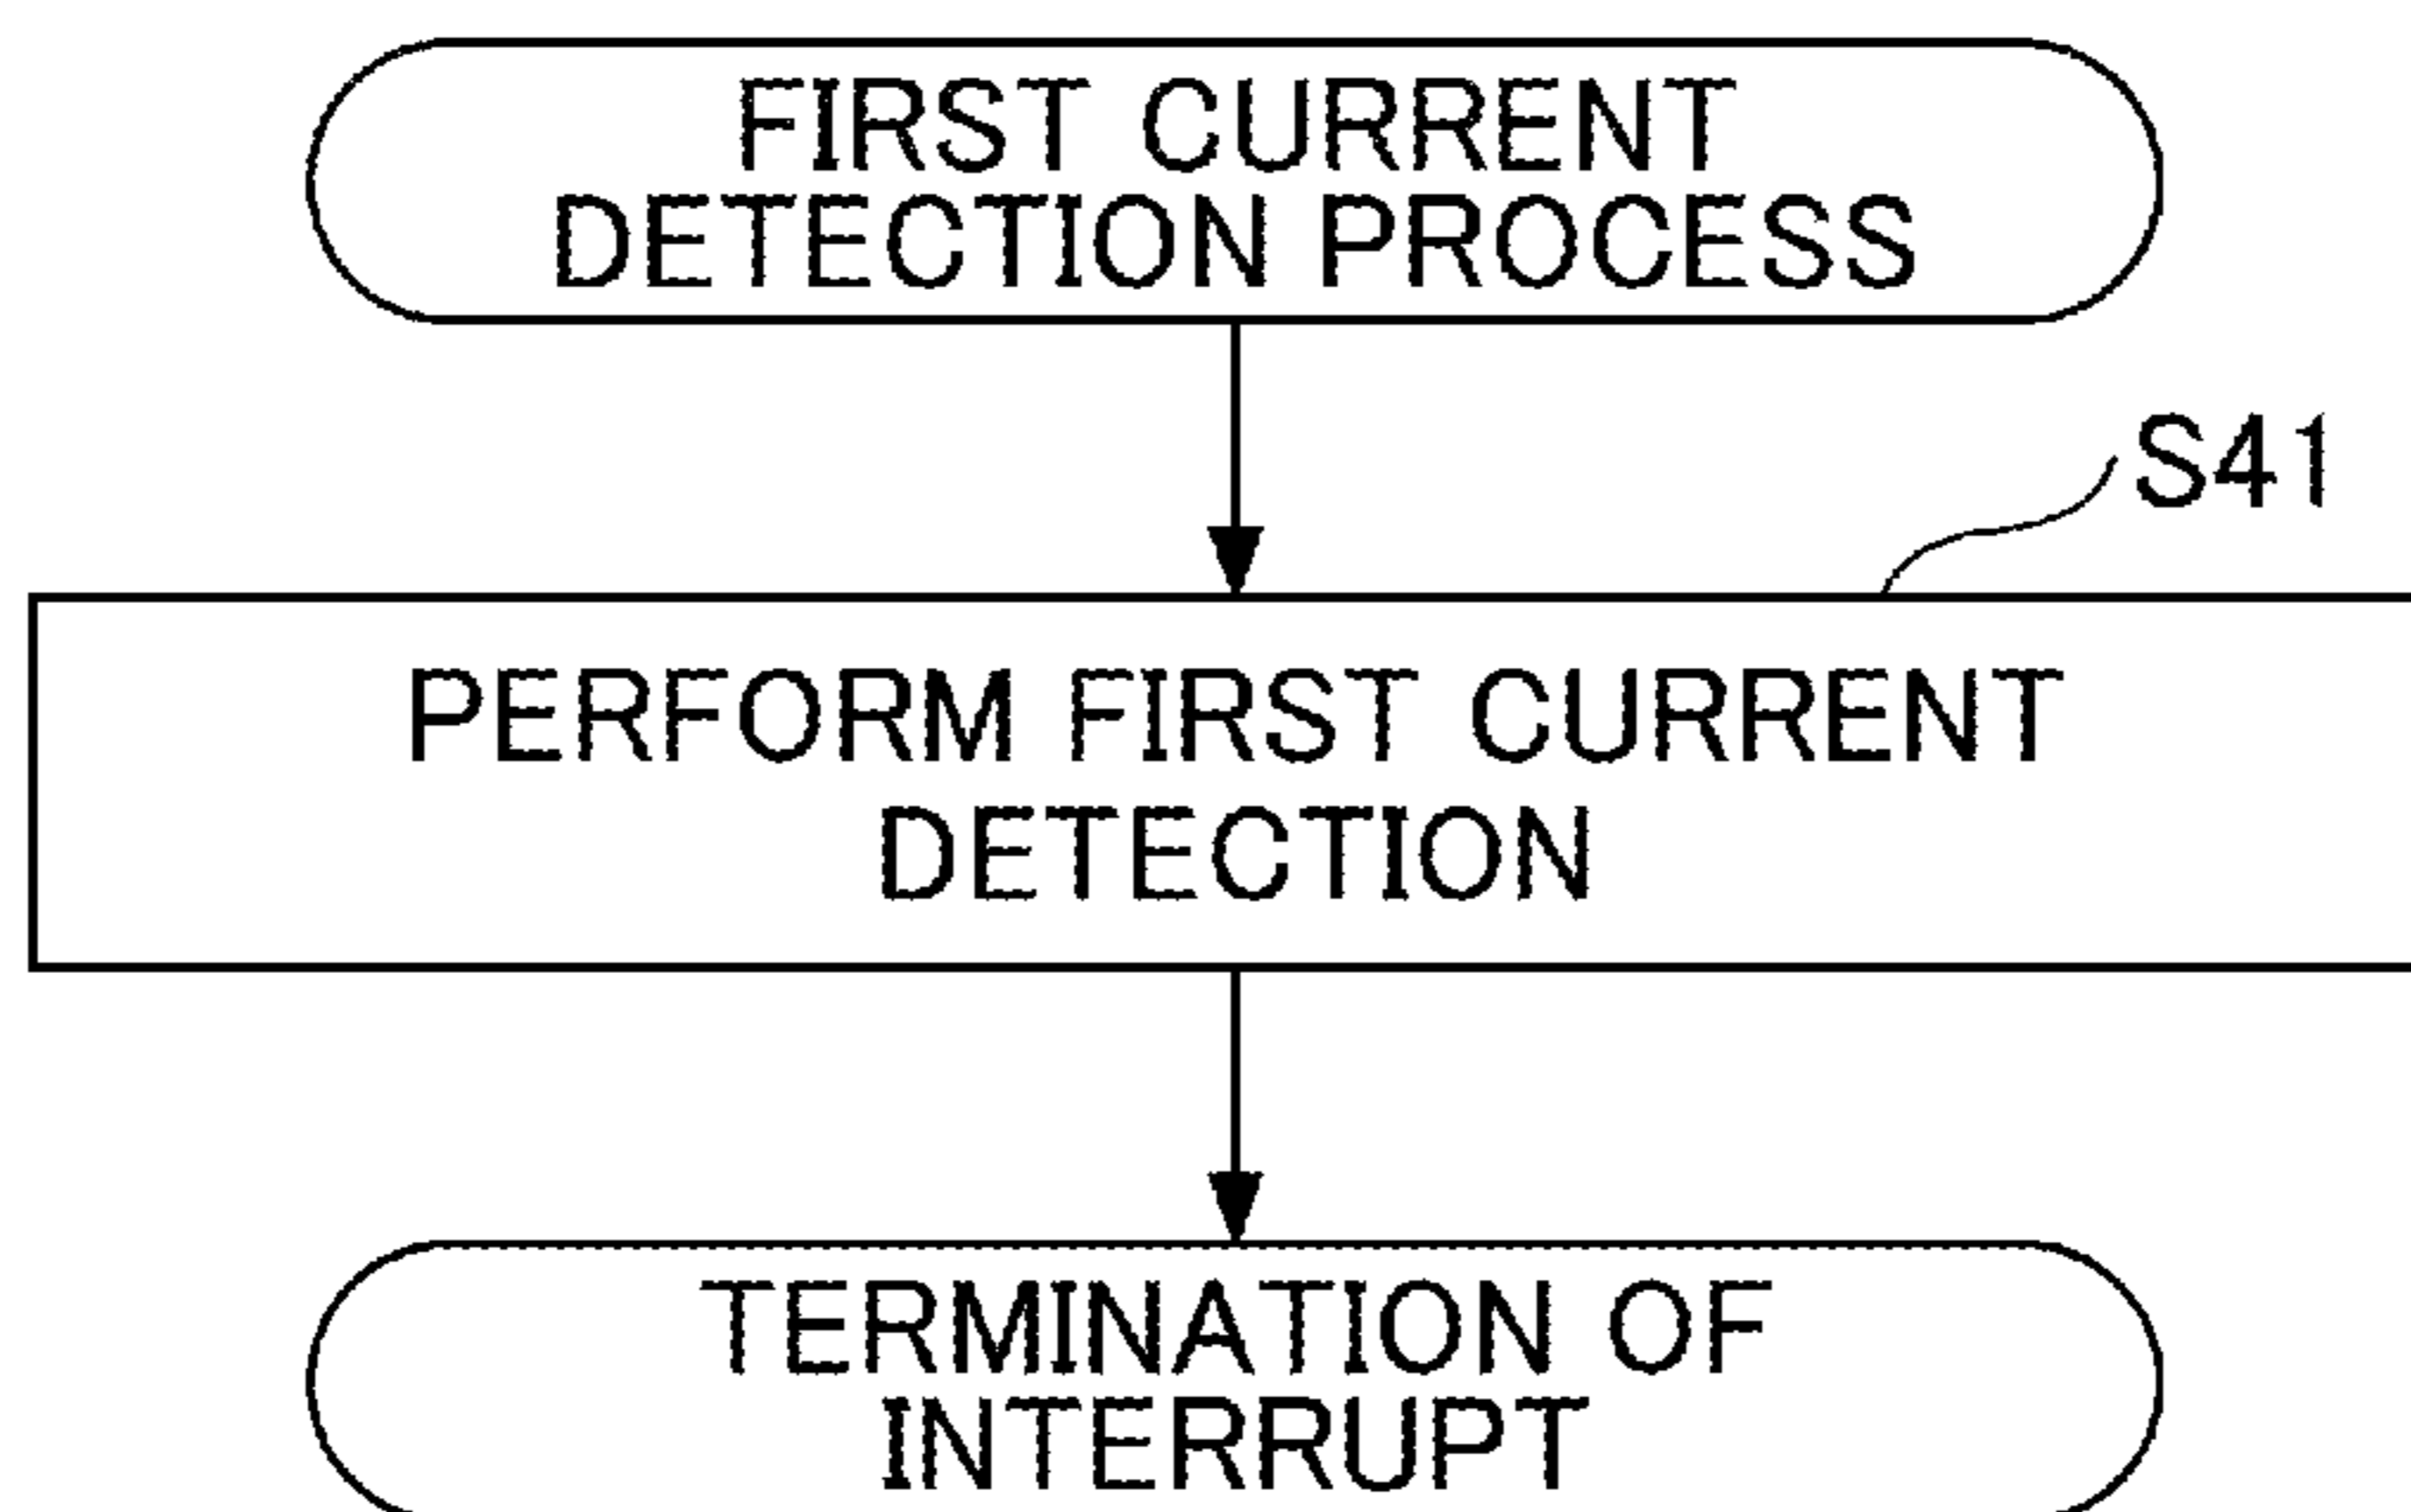 FIRST CURRENT
DETECTION PROCESS
S41
PERFORM FIRST CURRENT
DETECTION
TERMINATION OF
INTERRUPT